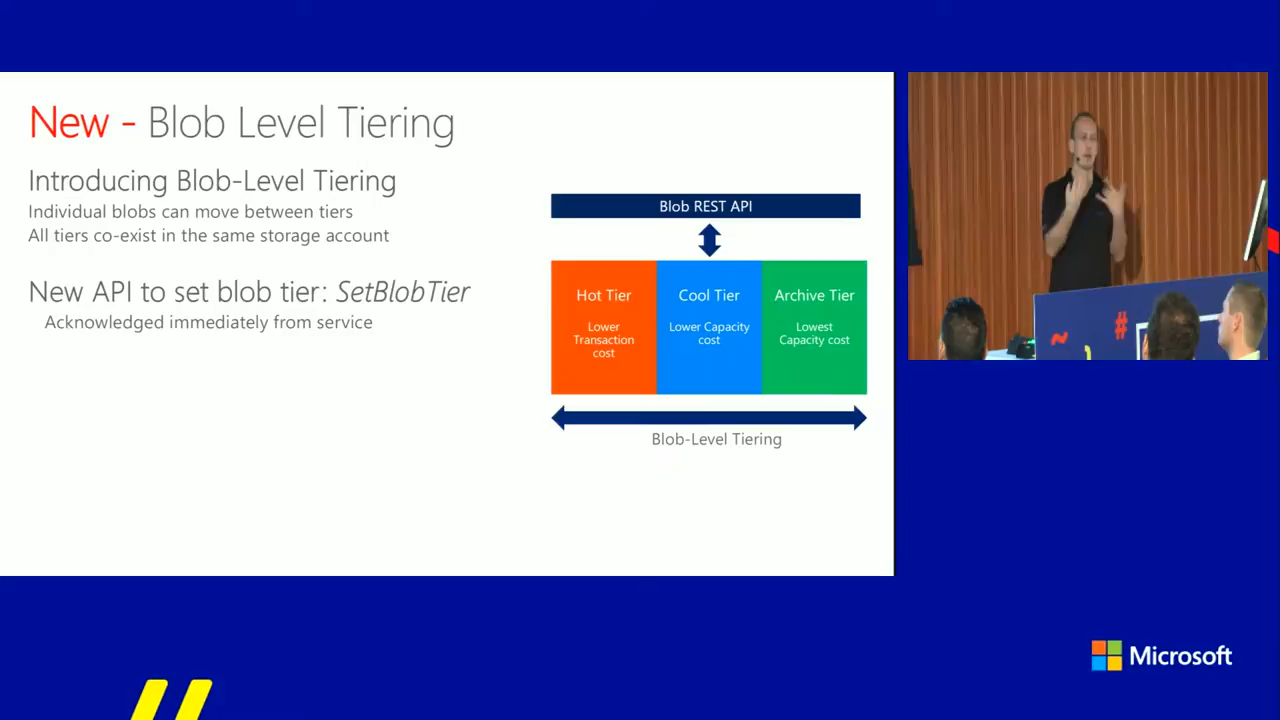 New - Blob Level Tiering
Introducing Blob-Level Tiering
Individual blobs can move between tiers
All tiers co-exist in the same storage account
New API to set blob tier: SetBlobTier
Acknowledged immediately from service
Blob REST API
Hot Tier
Lower
Transaction
cost
Cool Tier
Lower Capacity
cost
Archive Tier
Lowest
Capacity cost
Blob-Level Tiering
~
#
Microsoft
//